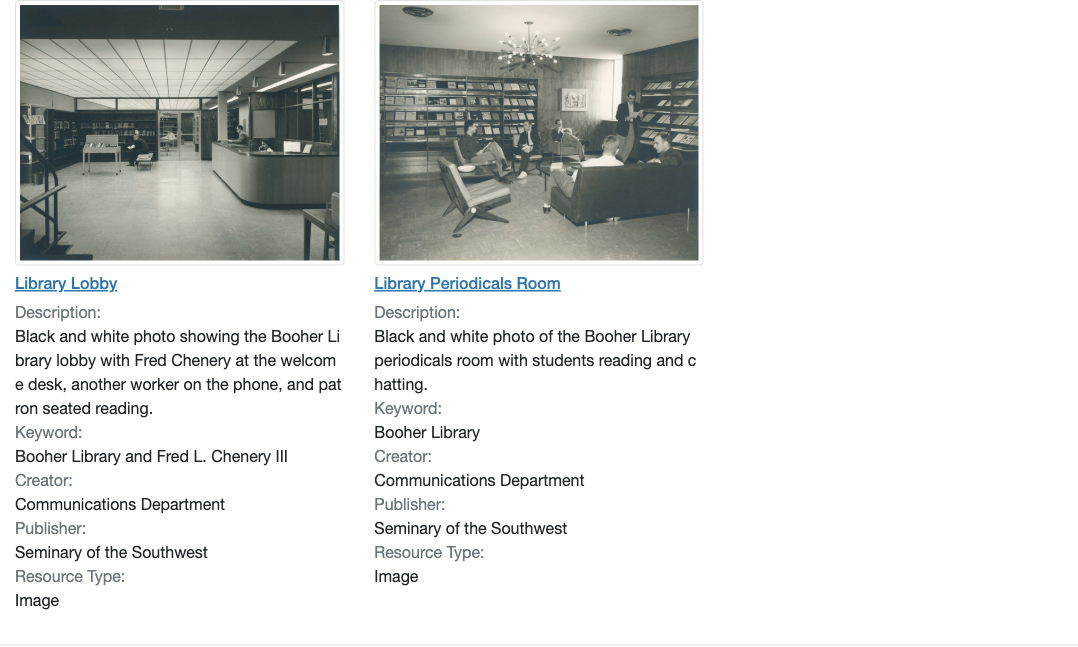 Library Lobby
Description:
Black and white photo showing the Booher Li
brary lobby with Fred Chenery at the welcom
e desk, another worker on the phone, and pat
ron seated reading.
Keyword:
Booher Library and Fred L. Chenery III
Creator:
Communications Department
Publisher:
Seminary of the Southwest
Resource Type:
Image
Library Periodicals Room
Description:
Black and white photo of the Booher Library
periodicals room with students reading and c
hatting.
Keyword:
Booher Library
Creator:
Communications Department
Publisher:
Seminary of the Southwest
Resource Type:
Image